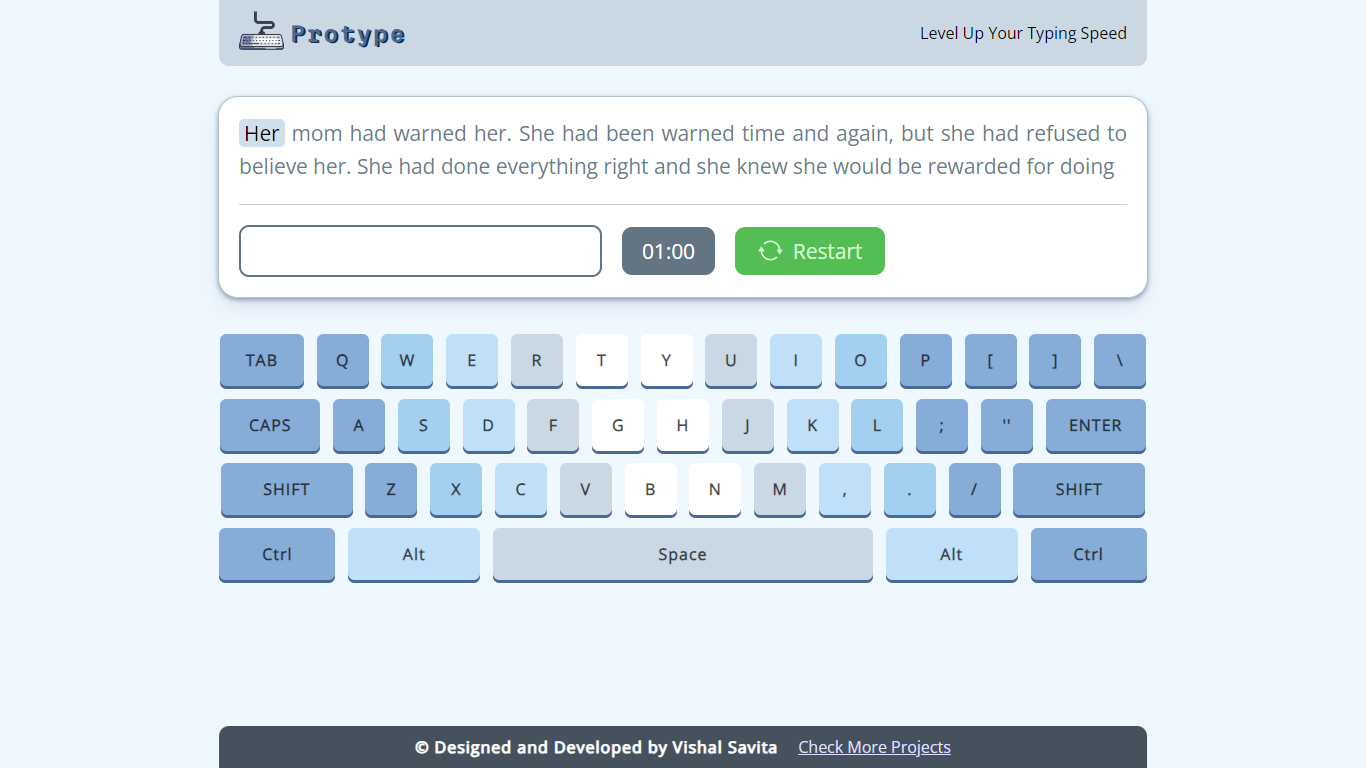 Protype
Level Up Your Typing Speed
Her mom had warned her. She had been warned time and again, but she had refused to
believe her. She had done everything right and she knew she would be rewarded for doing
01:00
Restart
TAB Q W E R T Y U I O P [ ] \
CAPS A S D F G H J K L ; '' ENTER
SHIFT Z X C V B N M , . / SHIFT
Ctrl Alt Space Alt Ctrl
© Designed and Developed by Vishal Savita Check More Projects